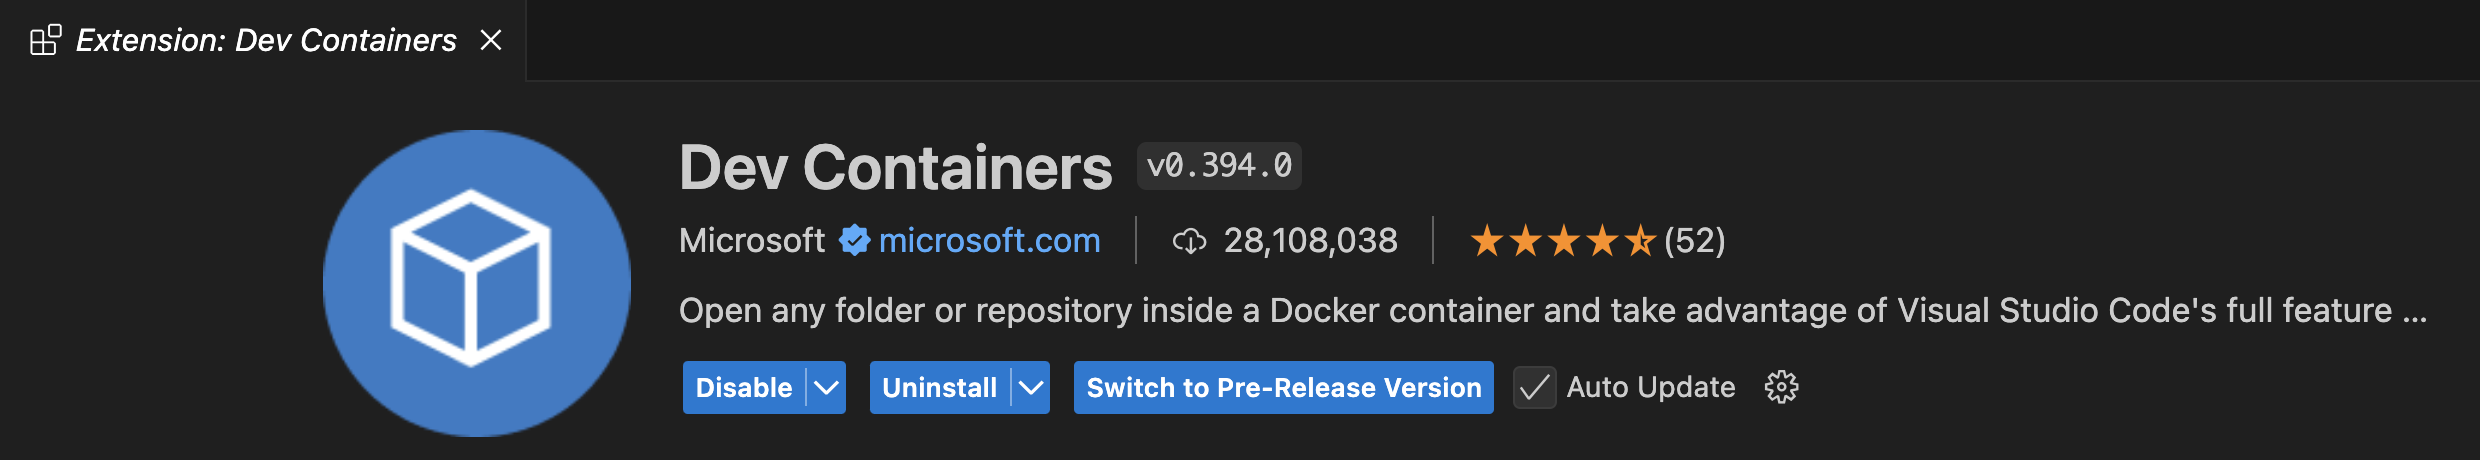 Extension: Dev Containers
Dev Containers v0.394.0
Microsoft microsoft.com 28,108,038 (52)
Open any folder or repository inside a Docker container and take advantage of Visual Studio Code's full feature ...
Disable Uninstall Switch to Pre-Release Version Auto Update